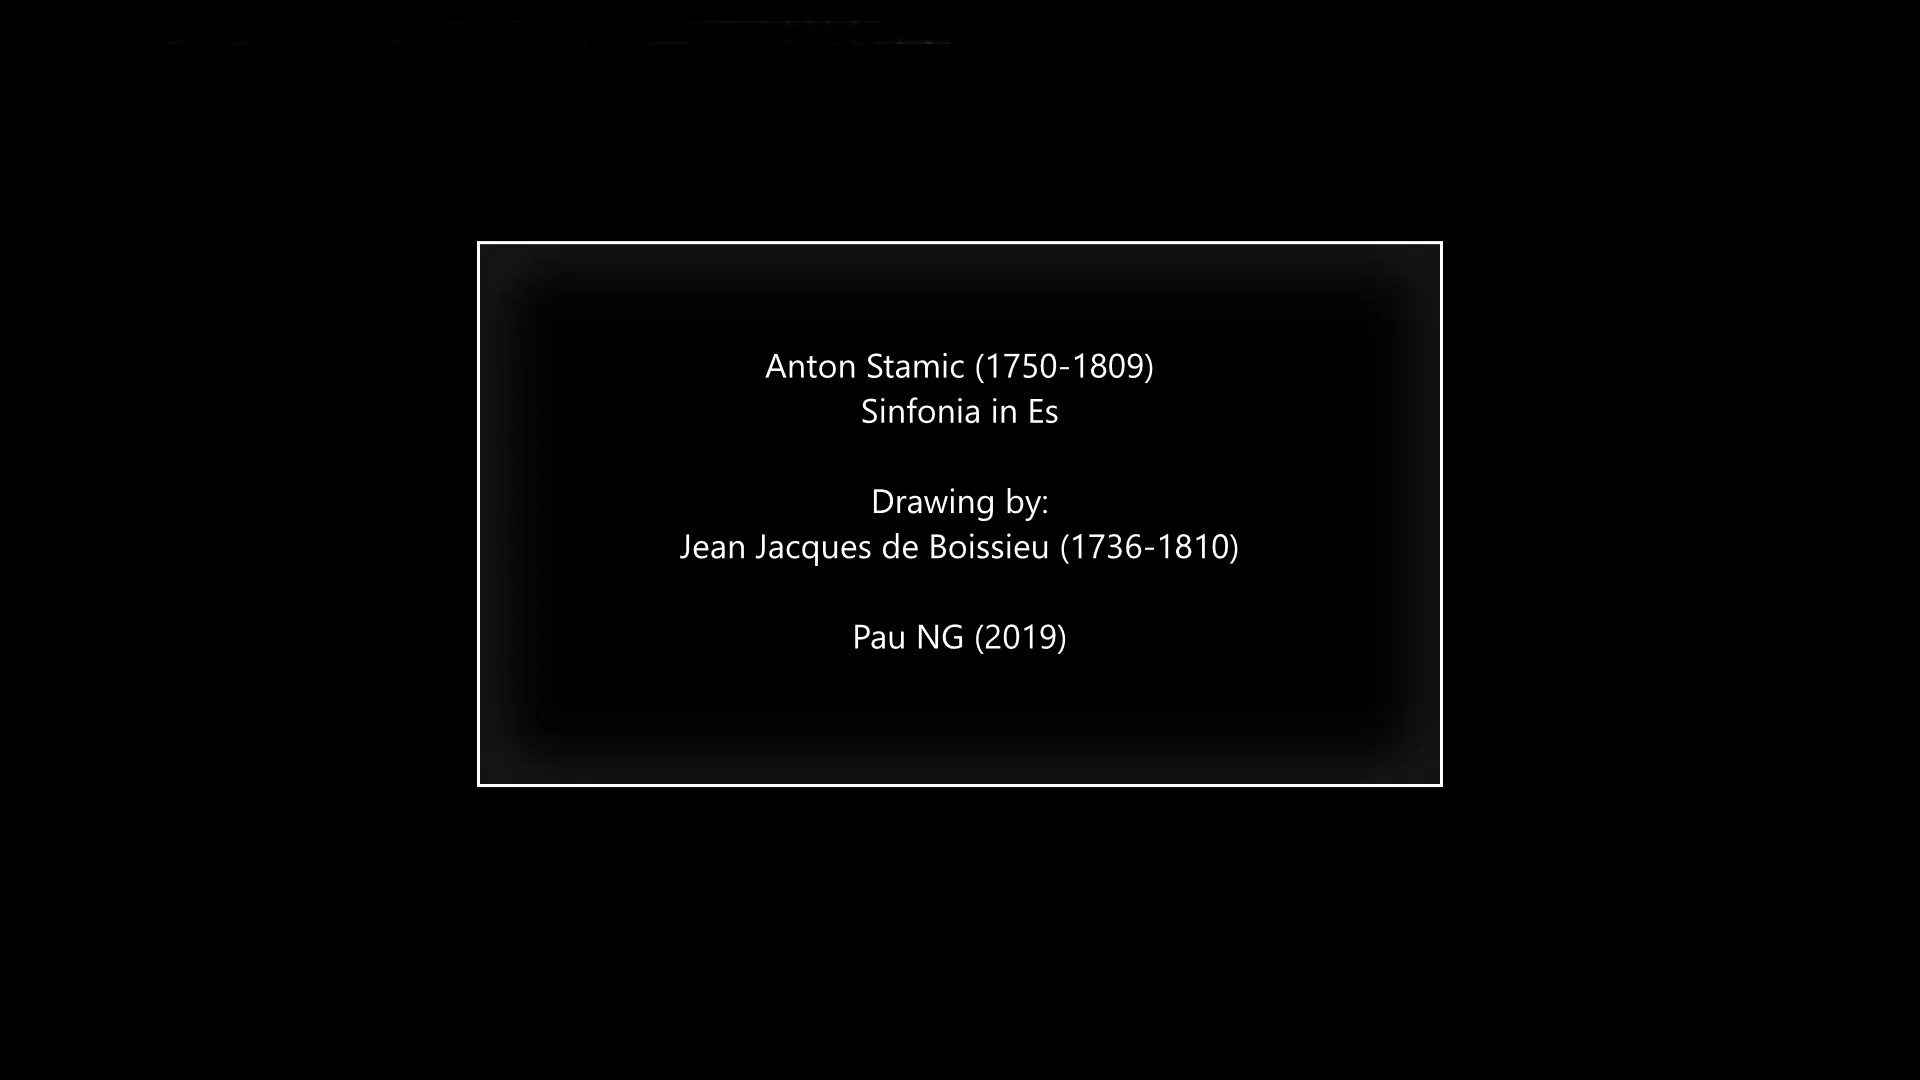 Anton Stamic (1750-1809)
Sinfonia in Es
Drawing by:
Jean Jacques de Boissieu (1736-1810)
Pau NG (2019)